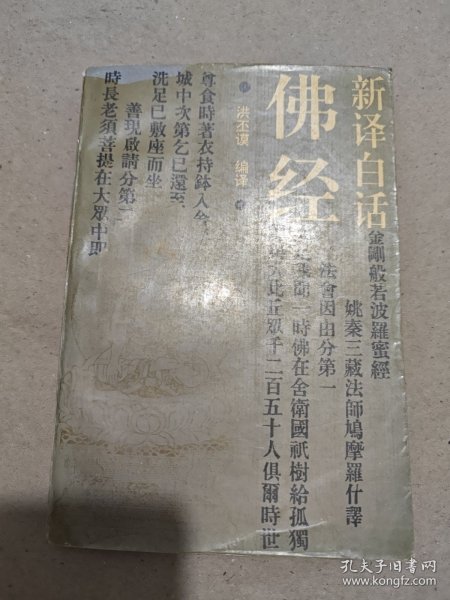 新译白话
佛经
洪丕谟 编译
金剛般若波羅蜜經
姚秦三藏法師鳩摩羅什譯
法會因由分第一
聞 時佛在舍衛國祇樹給孤獨
比丘眾千二百五十人俱爾時世
尊食時著衣持鉢入舍
城中次第乞已還至
洗足已敷座而坐
善現啟請分第二
時長老須菩提在大眾中即
孔夫子旧书网
www.kongfz.com